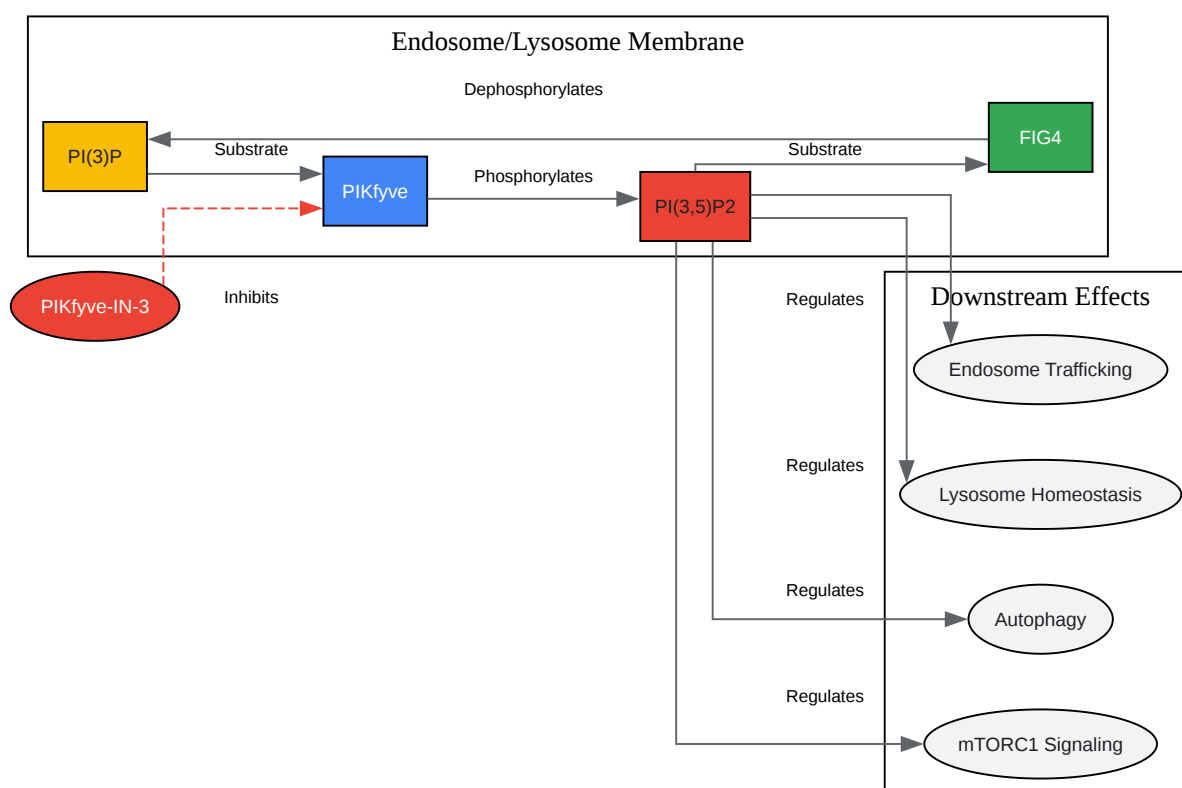 Endosome/Lysosome Membrane
Dephosphorylates
FIG4
PI(3)P
Substrate
Substrate
PIKfyve
Phosphorylates
PI(3,5)P2
PIKfyve-IN-3
Inhibits
Regulates
Downstream Effects
Endosome Trafficking
Regulates
Lysosome Homeostasis
Regulates
Autophagy
Regulates
mTORC1 Signaling